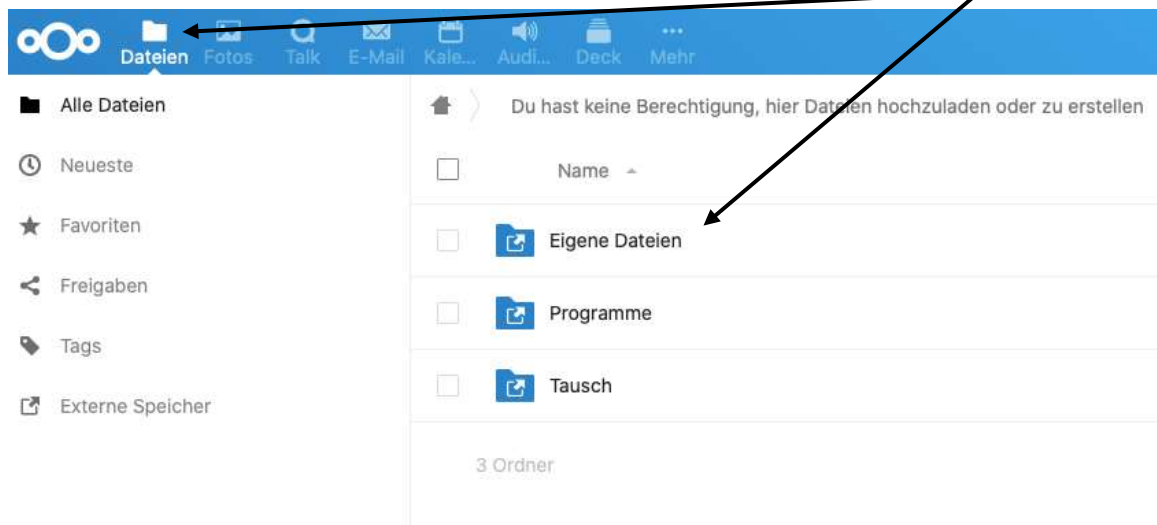 Dateien Fotos Talk E-Mail Kale... Audi... Deck Mehr
Alle Dateien
Neueste
Favoriten
Freigaben
Tags
Externe Speicher
Du hast keine Berechtigung, hier Dateien hochzuladen oder zu erstellen
Name
Eigene Dateien
Programme
Tausch
3 Ordner